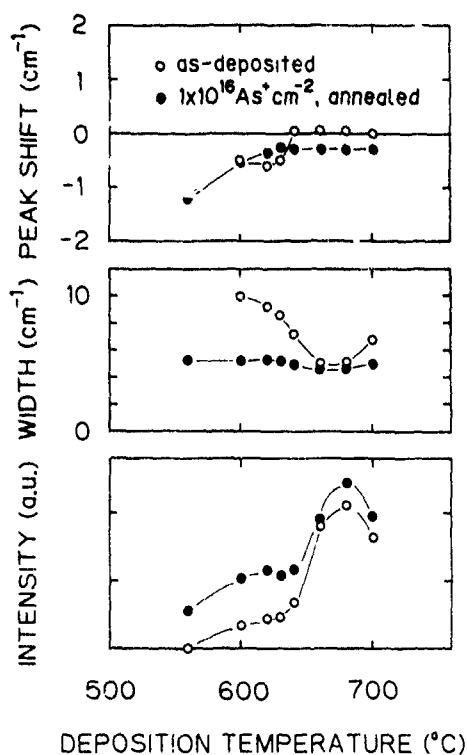 PEAK SHIFT (cm⁻¹)
2
1
0
-1
-2
○ as-deposited
● 1x10¹⁶As⁺cm⁻², annealed
WIDTH (cm⁻¹)
10
0
INTENSITY (a.u.)
500
600
700
DEPOSITION TEMPERATURE (°C)